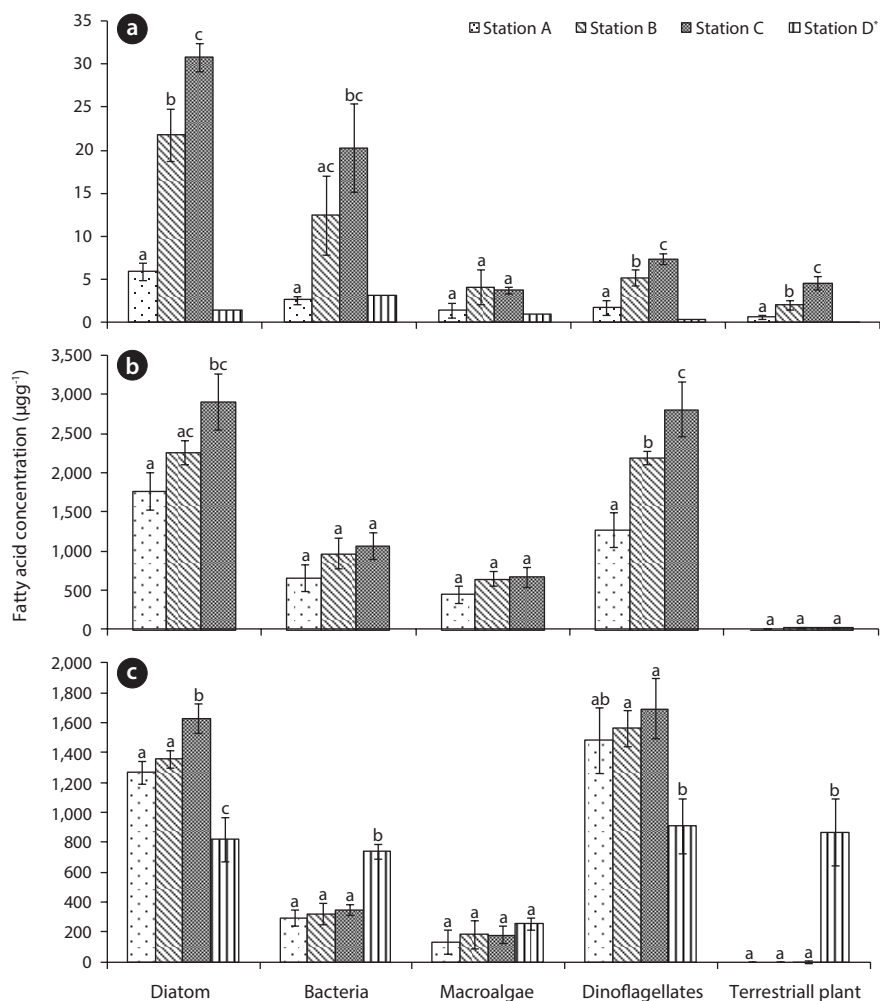 a
Station A Station B Station C Station D*
35
30
25
20
15
10
5
0
a b c
a ac bc
a a a
a b c
a b c
Fatty acid concentration (µgg-1)
b
3,500
3,000
2,500
2,000
1,500
1,000
500
0
a ac bc
a a a
a a a
a b c
a a a
c
2,000
1,800
1,600
1,400
1,200
1,000
800
600
400
200
0
a a b c
a a a b
a a a a
ab a a b
a a a b
Diatom Bacteria Macroalgae Dinoflagellates Terrestriall plant